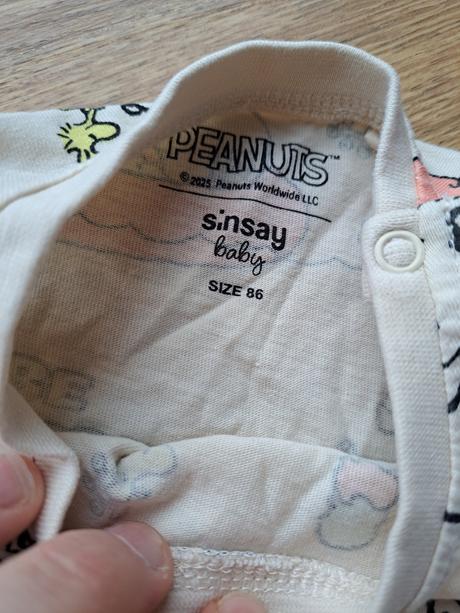 PEANUTS™
© 2025 Peanuts Worldwide LLC
sinsay
baby
SIZE 86